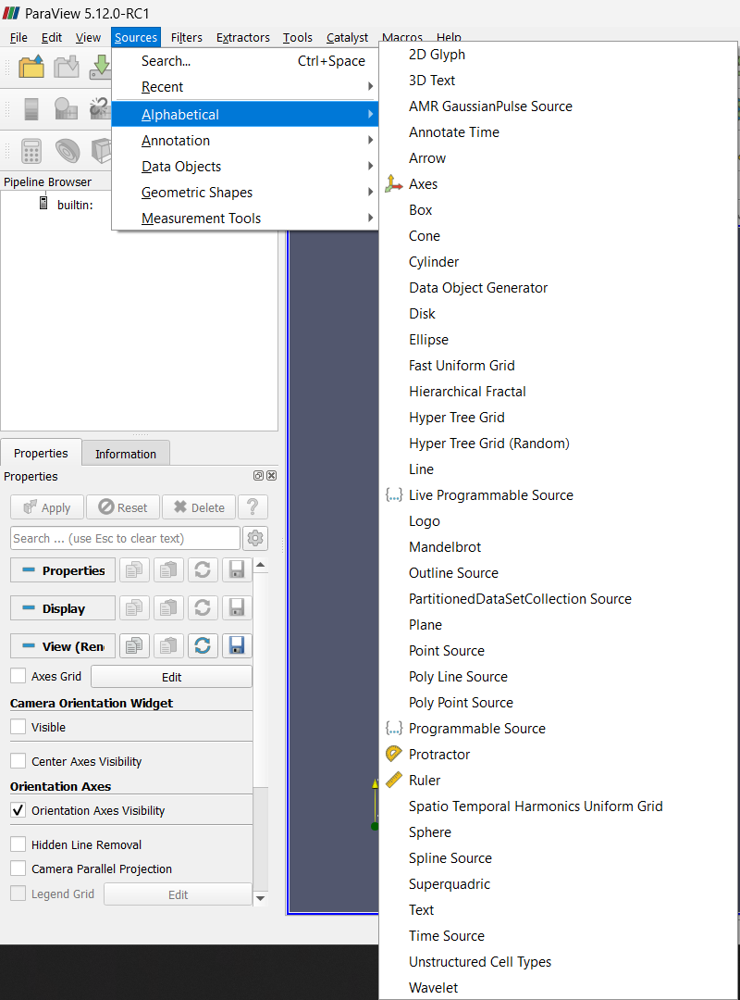 ParaView 5.12.0-RC1
File Edit View Sources Filters Extractors Tools Catalyst Macros Help
Search... Ctrl+Space
Recent
Alphabetical
Annotation
Data Objects
Geometric Shapes
Measurement Tools
2D Glyph
3D Text
AMR GaussianPulse Source
Annotate Time
Arrow
Axes
Box
Cone
Cylinder
Data Object Generator
Disk
Ellipse
Fast Uniform Grid
Hierarchical Fractal
Hyper Tree Grid
Hyper Tree Grid (Random)
Line
Live Programmable Source
Logo
Mandelbrot
Outline Source
PartitionedDataSetCollection Source
Plane
Point Source
Poly Line Source
Poly Point Source
Programmable Source
Protractor
Ruler
Spatio Temporal Harmonics Uniform Grid
Sphere
Spline Source
Superquadric
Text
Time Source
Unstructured Cell Types
Wavelet
Pipeline Browser
builtin:
Properties Information
Properties
Apply Reset Delete ?
Search ... (use Esc to clear text)
Properties
Display
View (Ren
Axes Grid Edit
Camera Orientation Widget
Visible
Center Axes Visibility
Orientation Axes
Orientation Axes Visibility
Hidden Line Removal
Camera Parallel Projection
Legend Grid Edit